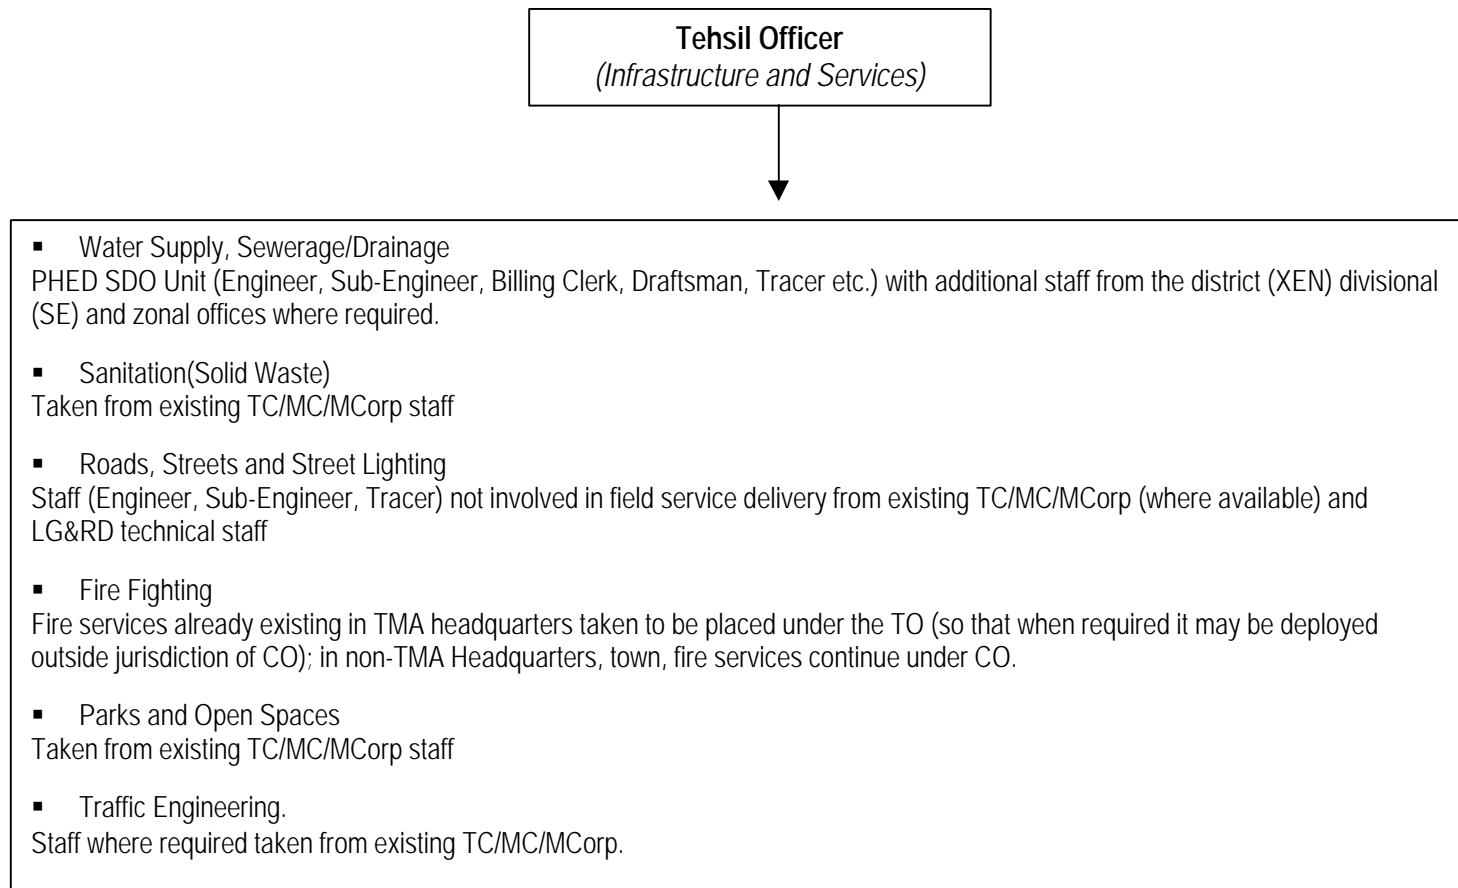 Tehsil Officer
(Infrastructure and Services)
▪ Water Supply, Sewerage/Drainage
PHED SDO Unit (Engineer, Sub-Engineer, Billing Clerk, Draftsman, Tracer etc.) with additional staff from the district (XEN) divisional
(SE) and zonal offices where required.
▪ Sanitation(Solid Waste)
Taken from existing TC/MC/MCorp staff
▪ Roads, Streets and Street Lighting
Staff (Engineer, Sub-Engineer, Tracer) not involved in field service delivery from existing TC/MC/MCorp (where available) and
LG&RD technical staff
▪ Fire Fighting
Fire services already existing in TMA headquarters taken to be placed under the TO (so that when required it may be deployed
outside jurisdiction of CO); in non-TMA Headquarters, town, fire services continue under CO.
▪ Parks and Open Spaces
Taken from existing TC/MC/MCorp staff
▪ Traffic Engineering.
Staff where required taken from existing TC/MC/MCorp.